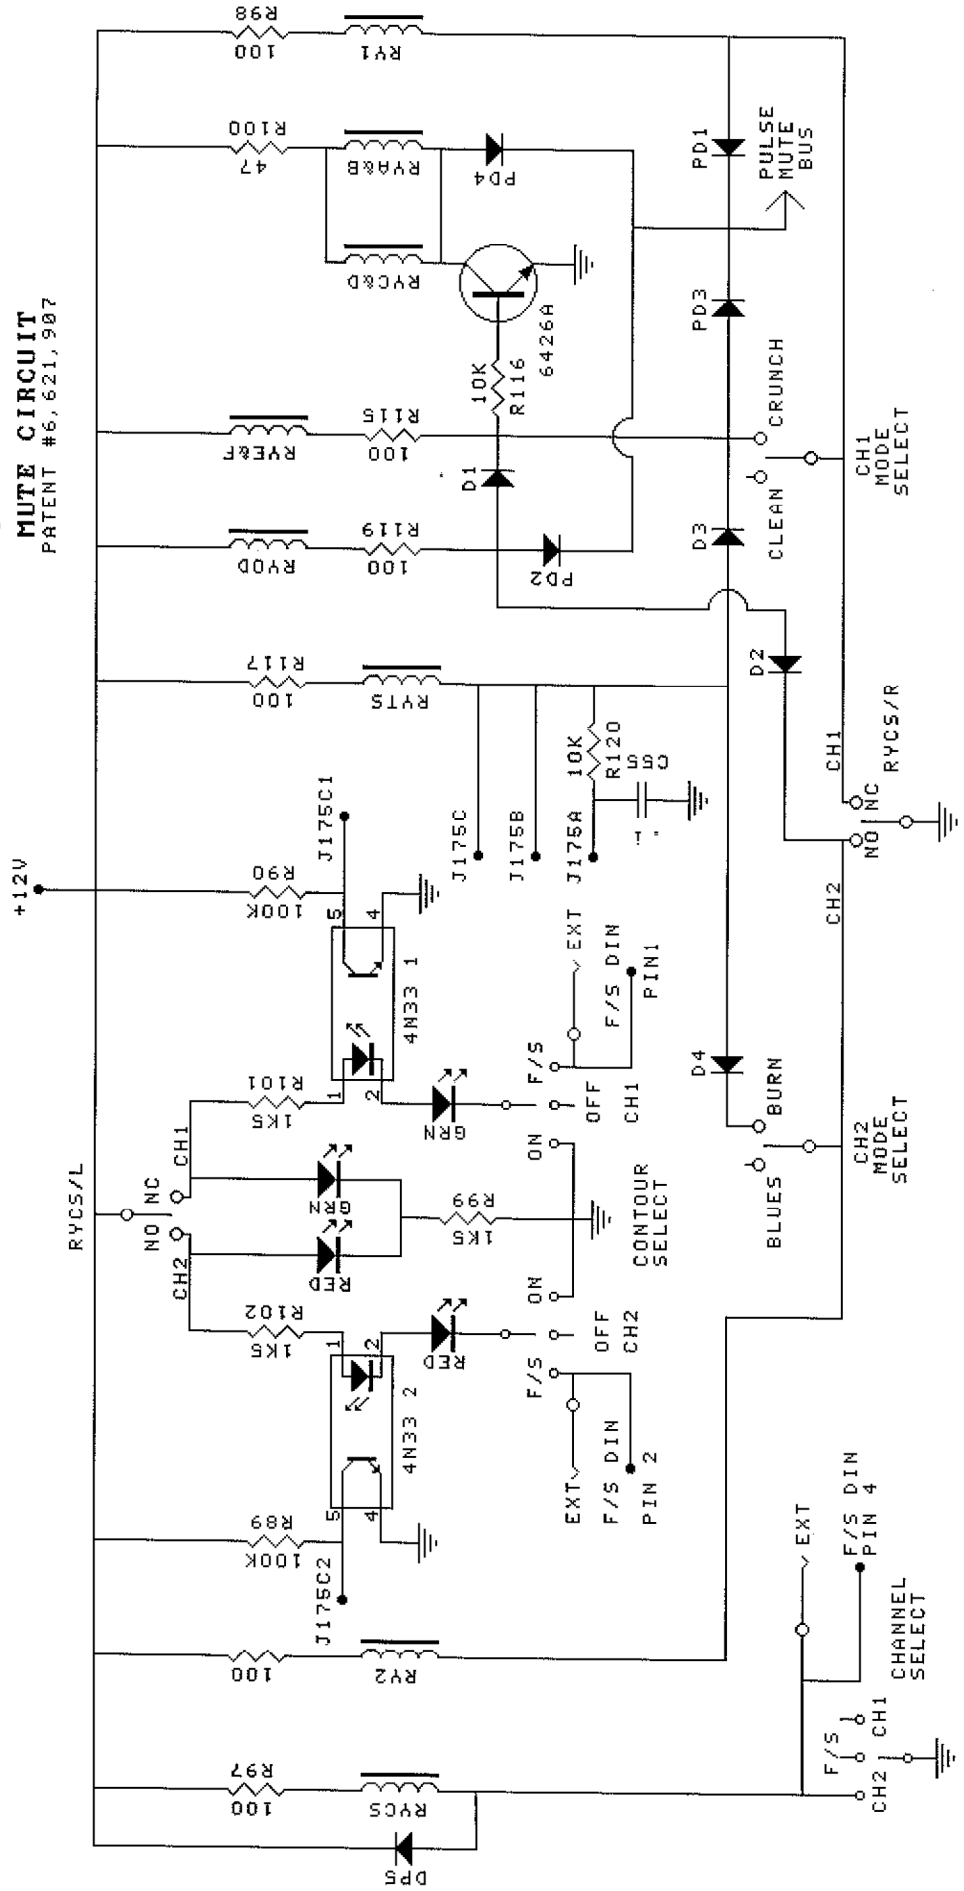 MUTE CIRCUIT
PATENT #6,621,907
+12V
RYCS/L
R98
100
RY1
R100
47
RYA&B
PD4
RYC&D
6426A
10K
R116
RYE&F
R115
100
D1
RYOD
R119
100
PD2
R117
100
RYTS
J175C
J175B
J175A
10K
R120
C55
.1
PD1
PULSE
MUTE
BUS
PD3
D3
CRUNCH
CLEAN
CH1
MODE
SELECT
D2
CH1
NC
NO
RYCS/R
CH2
J175C1
R90
100K
5
4
4N33 1
1
2
R101
1K5
CH1
NC
NO
CH2
GRN
GRN
RED
R99
1K5
EXT
F/S DIN
PIN1
F/S
OFF
CH1
ON
CONTOUR
SELECT
ON
OFF
CH2
F/S
EXT
F/S DIN
PIN 2
D4
BURN
BLUES
CH2
MODE
SELECT
R102
1K5
1
2
RED
4N33 2
5
4
R89
100K
J175C2
100
RY2
R97
100
RYCS
DP5
EXT
F/S DIN
PIN 4
CHANNEL
SELECT
F/S
CH1
CH2